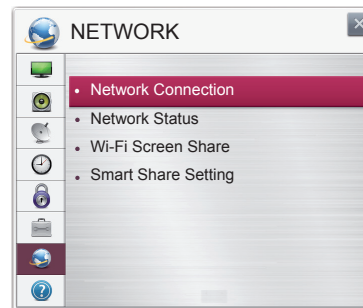 NETWORK
• Network Connection
• Network Status
• Wi-Fi Screen Share
• Smart Share Setting